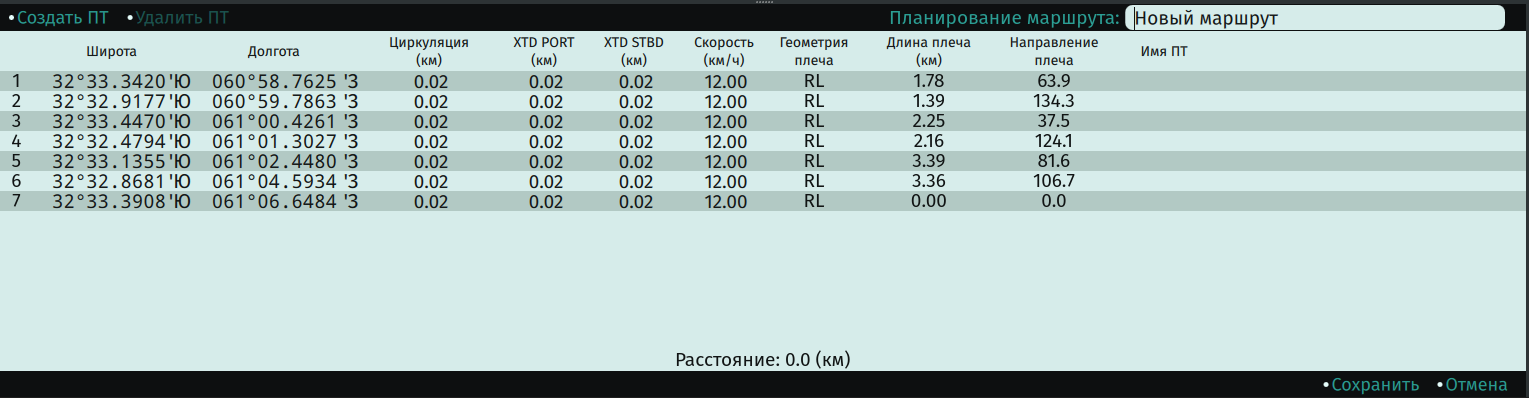 •Создать ПТ •Удалить ПТ Планирование маршрута: Новый маршрут
Широта Долгота Циркуляция (км) XTD PORT (км) XTD STBD (км) Скорость (км/ч) Геометрия плеча Длина плеча (км) Направление плеча Имя ПТ
1 32°33.3420'Ю 060°58.7625'З 0.02 0.02 0.02 12.00 RL 1.78 63.9
2 32°32.9177'Ю 060°59.7863'З 0.02 0.02 0.02 12.00 RL 1.39 134.3
3 32°33.4470'Ю 061°00.4261'З 0.02 0.02 0.02 12.00 RL 2.25 37.5
4 32°32.4794'Ю 061°01.3027'З 0.02 0.02 0.02 12.00 RL 2.16 124.1
5 32°33.1355'Ю 061°02.4480'З 0.02 0.02 0.02 12.00 RL 3.39 81.6
6 32°32.8681'Ю 061°04.5934'З 0.02 0.02 0.02 12.00 RL 3.36 106.7
7 32°33.3908'Ю 061°06.6484'З 0.02 0.02 0.02 12.00 RL 0.00 0.0
Расстояние: 0.0 (км)
•Сохранить •Отмена